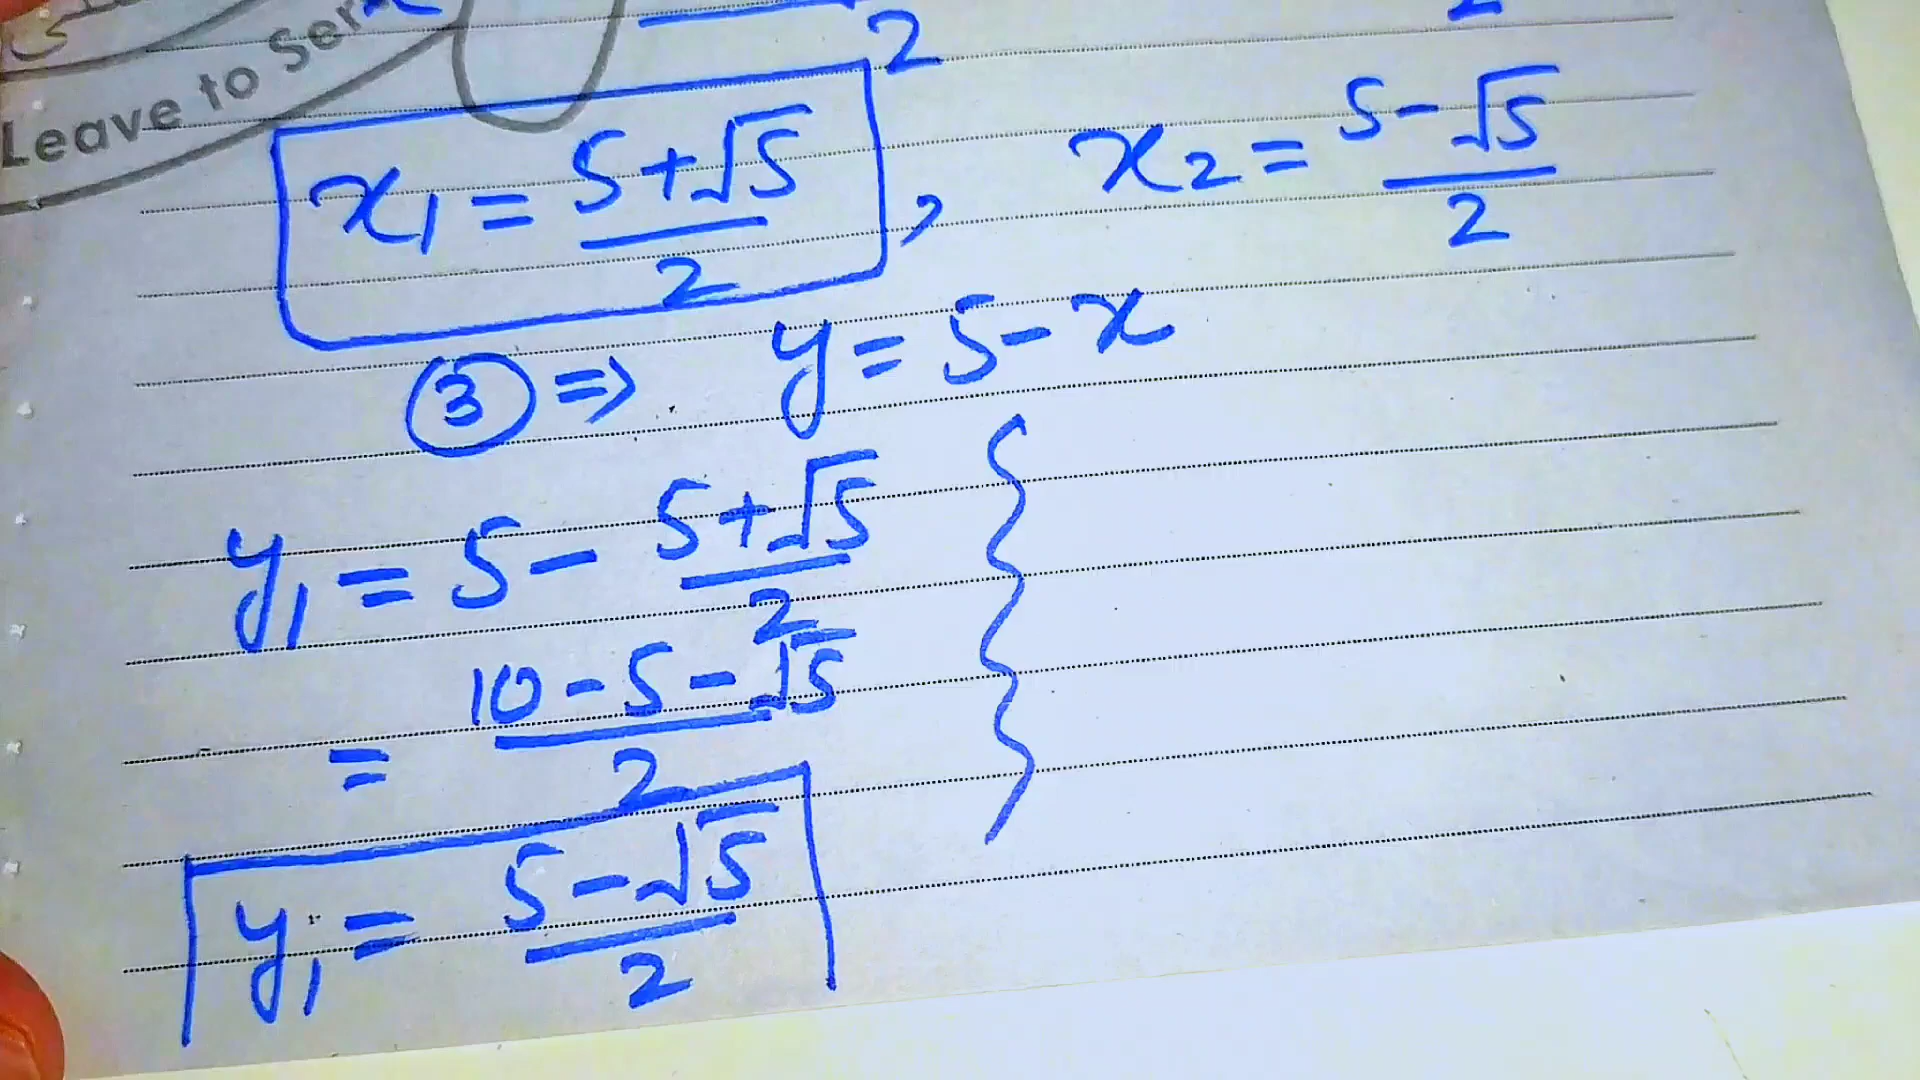 Leave to Ser
2
x₁ = (5+√5)/2 , x₂ = (5-√5)/2
③ ⇒ y = 5 - x
y₁ = 5 - (5+√5)/2
= (10-5-√5)/2
y₁ = (5-√5)/2